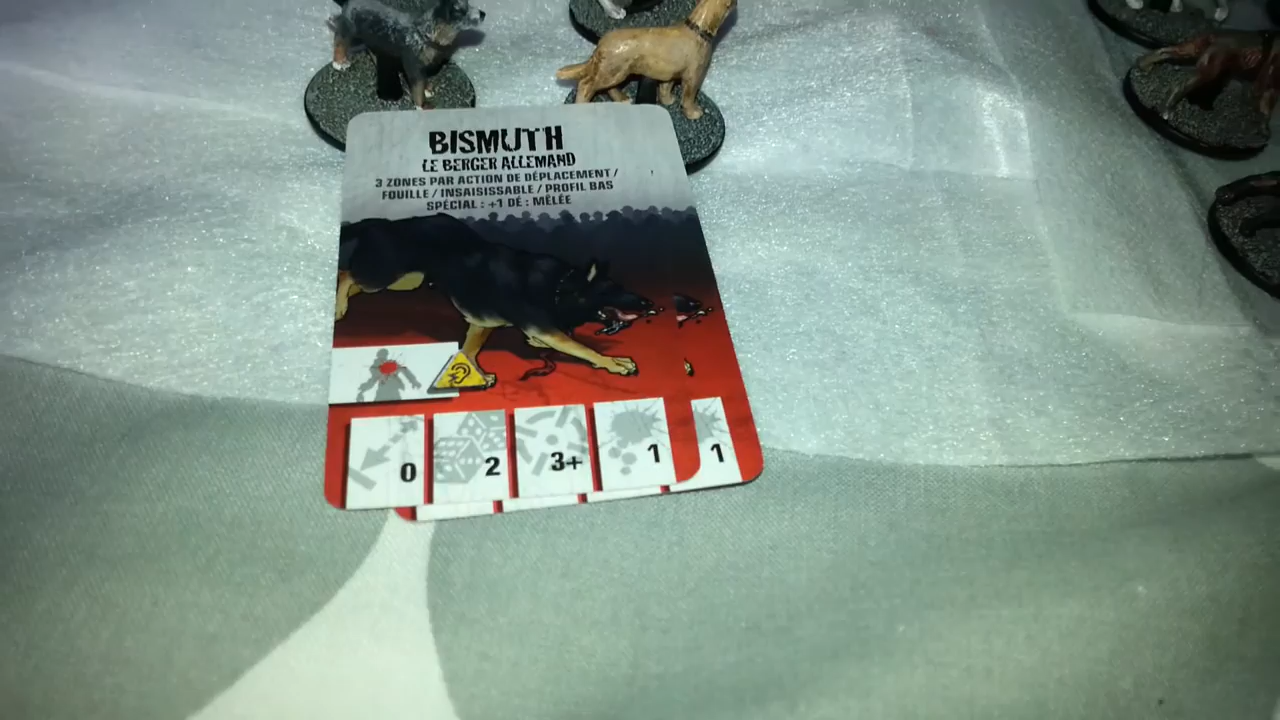 BISMUTH
LE BERGER ALLEMAND
3 ZONES PAR ACTION DE DÉPLACEMENT /
FOUILLE / INSAISISSABLE / PROFIL BAS
SPÉCIAL : +1 DÉ : MÊLÉE
0 2 3+ 1 1